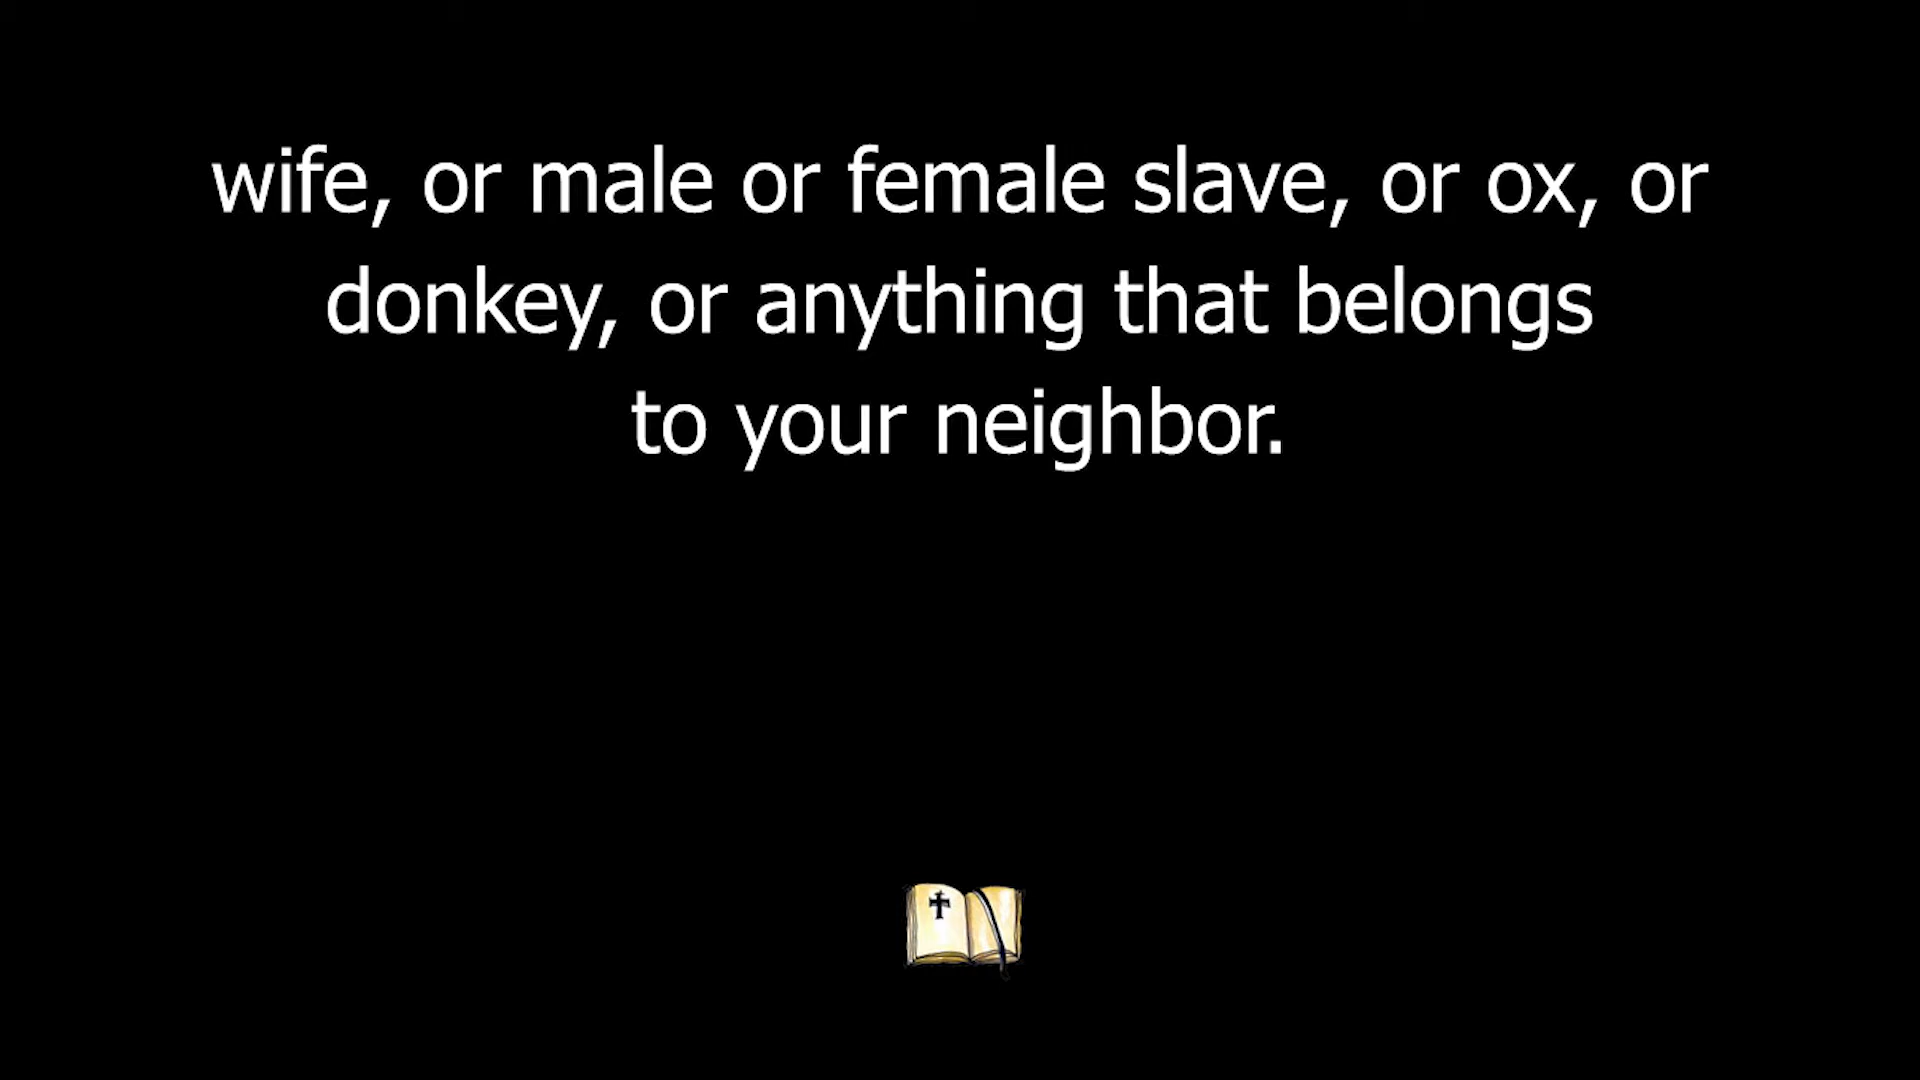 wife, or male or female slave, or ox, or
donkey, or anything that belongs
to your neighbor.